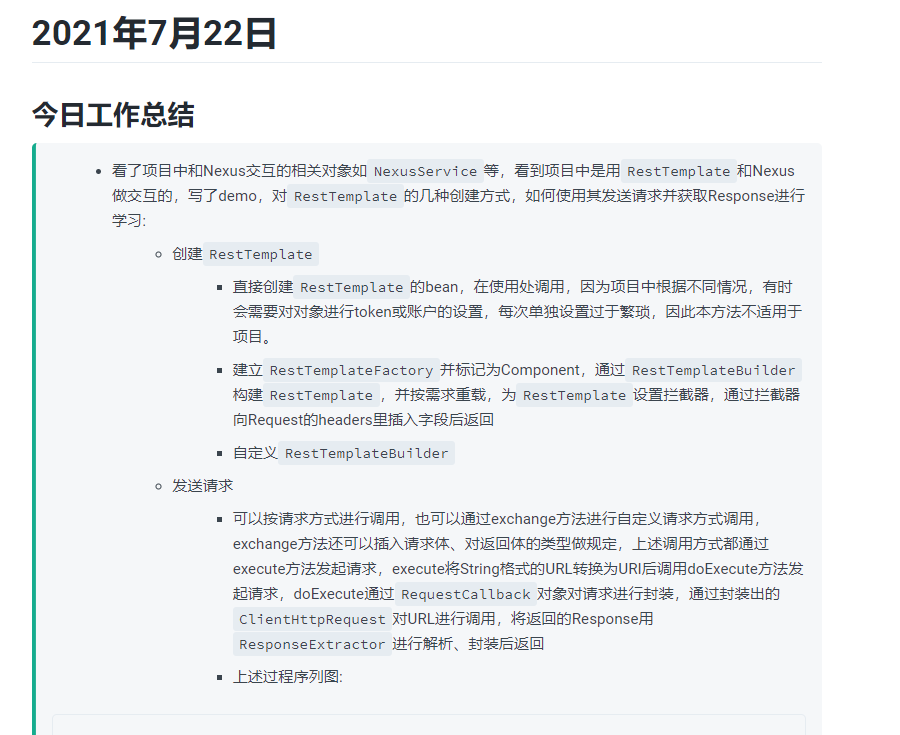 2021年7月22日
今日工作总结
看了项目中和Nexus交互的相关对象如 NexusService 等，看到项目中是用 RestTemplate 和Nexus
做交互的，写了demo，对 RestTemplate 的几种创建方式，如何使用其发送请求并获取Response进行
学习:
创建 RestTemplate
直接创建 RestTemplate 的bean，在使用处调用，因为项目中根据不同情况，有时
会需要对对象进行token或账户的设置，每次单独设置过于繁琐，因此本方法不适用于
项目。
建立 RestTemplateFactory 并标记为Component，通过 RestTemplateBuilder
构建 RestTemplate ，并按需求重载，为 RestTemplate 设置拦截器，通过拦截器
向Request的headers里插入字段后返回
自定义 RestTemplateBuilder
发送请求
可以按请求方式进行调用，也可以通过exchange方法进行自定义请求方式调用，
exchange方法还可以插入请求体、对返回体的类型做规定，上述调用方式都通过
execute方法发起请求，execute将String格式的URL转换为URI后调用doExecute方法发
起请求，doExecute通过 RequestCallback 对象对请求进行封装，通过封装出的
ClientHttpRequest 对URL进行调用，将返回的Response用
ResponseExtractor 进行解析、封装后返回
上述过程序列图: